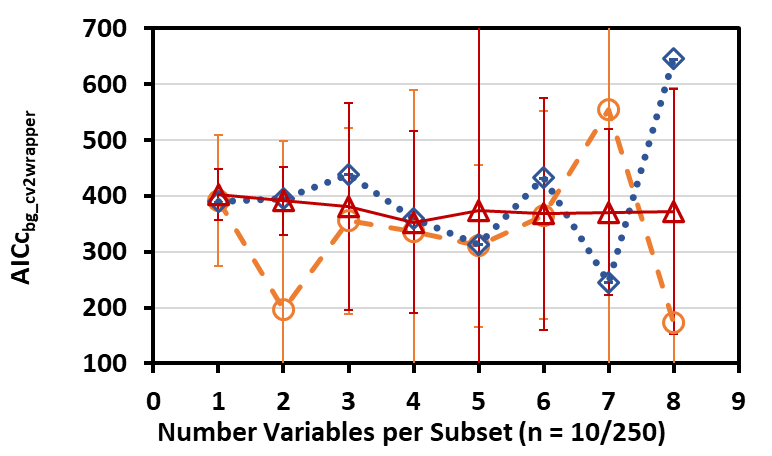 700
600
500
400
300
200
100
AICcbg_cv2wrapper
0 1 2 3 4 5 6 7 8 9
Number Variables per Subset (n = 10/250)